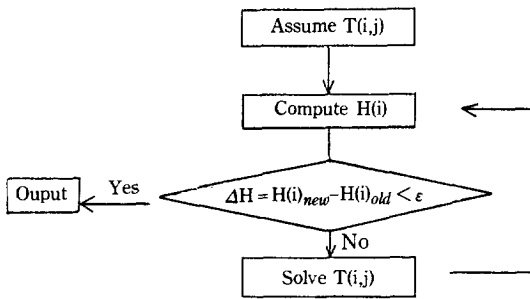 Assume T(i,j)
Compute H(i)
Yes
Ouput
ΔH = H(i)new-H(i)old < ε
No
Solve T(i,j)